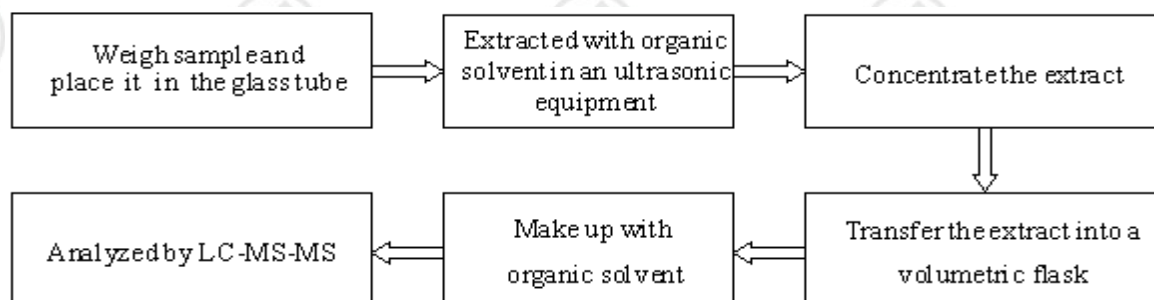 Weigh sample and
place it in the glass tube
Extracted with organic
solvent in an ultrasonic
equipment
Concentrate the extract
Transfer the extract into a
volumetric flask
Make up with
organic solvent
Analyzed by LC-MS-MS